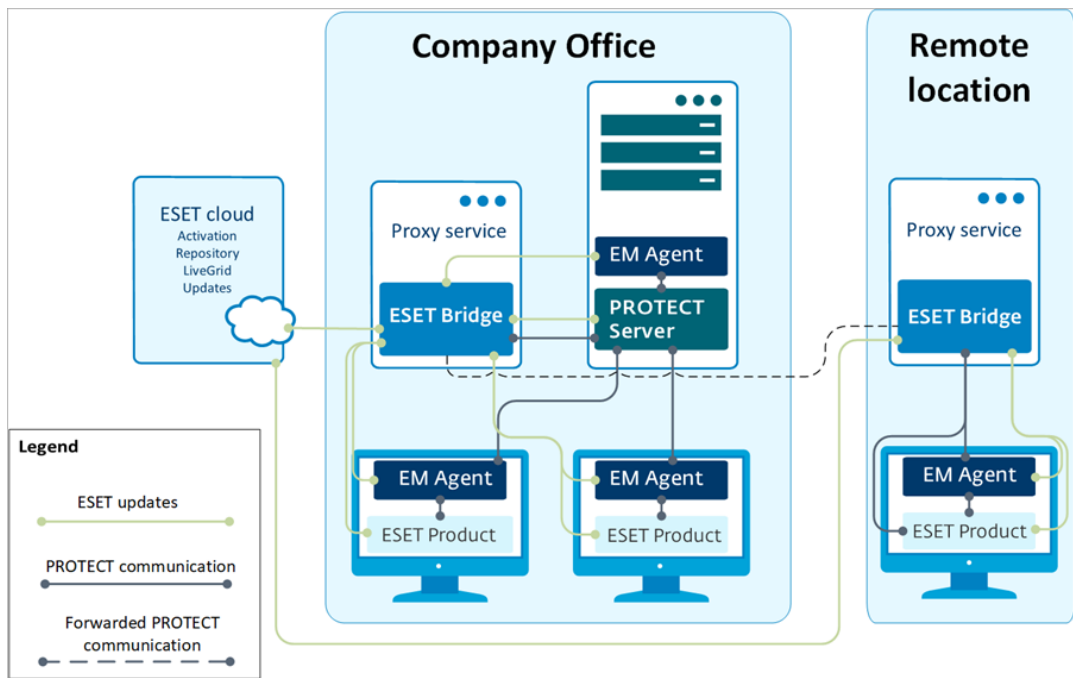 Company Office
Remote
location
ESET cloud
Activation
Repository
LiveGrid
Updates
Proxy service
ESET Bridge
EM Agent
PROTECT
Server
Proxy service
ESET Bridge
EM Agent
ESET Product
EM Agent
ESET Product
EM Agent
ESET Product
Legend
ESET updates
PROTECT communication
Forwarded PROTECT
communication